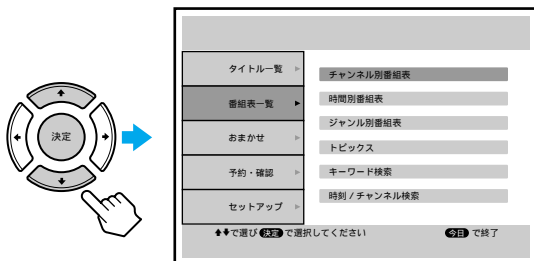 決定
タイトル一覧
番組表一覧
おまかせ
予約・確認
セットアップ
チャンネル別番組表
時間別番組表
ジャンル別番組表
トピックス
キーワード検索
時刻/チャンネル検索
で選び 決定 で選択してください
今日 で終了